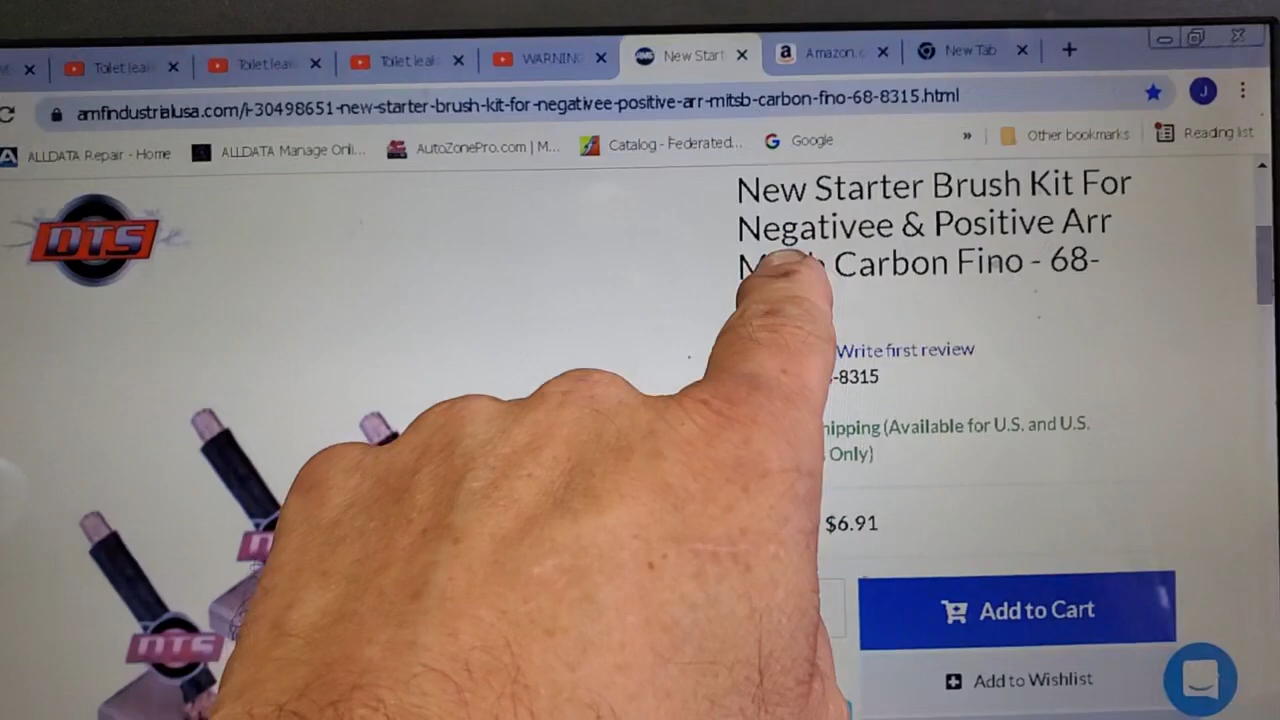 Toilet leak
Toilet leak
Toilet leak
WARNING
New Start
Amazon.c
New Tab
amfindustrialusa.com/i-30498651-new-starter-brush-kit-for-negativee-positive-arr-mitsb-carbon-fino-68-8315.html
J
ALLDATA Repair - Home
ALLDATA Manage Onli...
AutoZonePro.com | M...
Catalog - Federated...
Google
»
Other bookmarks
Reading list
DTS
New Starter Brush Kit For
Negativee & Positive Arr
Carbon Fino - 68-
Write first review
-8315
hipping (Available for U.S. and U.S.
Only)
$6.91
Add to Cart
Add to Wishlist
DTS